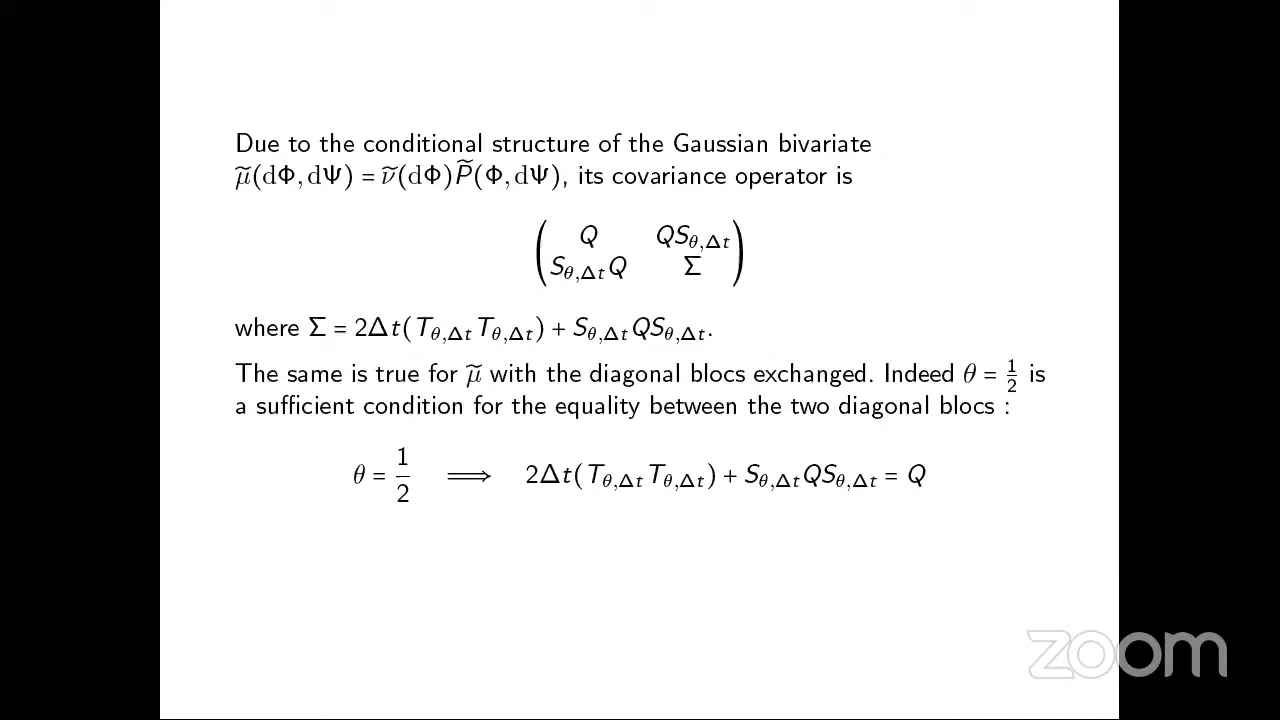 Due to the conditional structure of the Gaussian bivariate
μ̃(dΦ, dΨ) = ν̃(dΦ)P̃(Φ, dΨ), its covariance operator is
( Q QS_{θ,Δt}
S_{θ,Δt}Q Σ )
where Σ = 2Δt(T_{θ,Δt}T_{θ,Δt}) + S_{θ,Δt}QS_{θ,Δt}.
The same is true for μ̃ with the diagonal blocs exchanged. Indeed θ = 1/2 is
a sufficient condition for the equality between the two diagonal blocs :
θ = 1/2 ⟹ 2Δt(T_{θ,Δt}T_{θ,Δt}) + S_{θ,Δt}QS_{θ,Δt} = Q
zoom